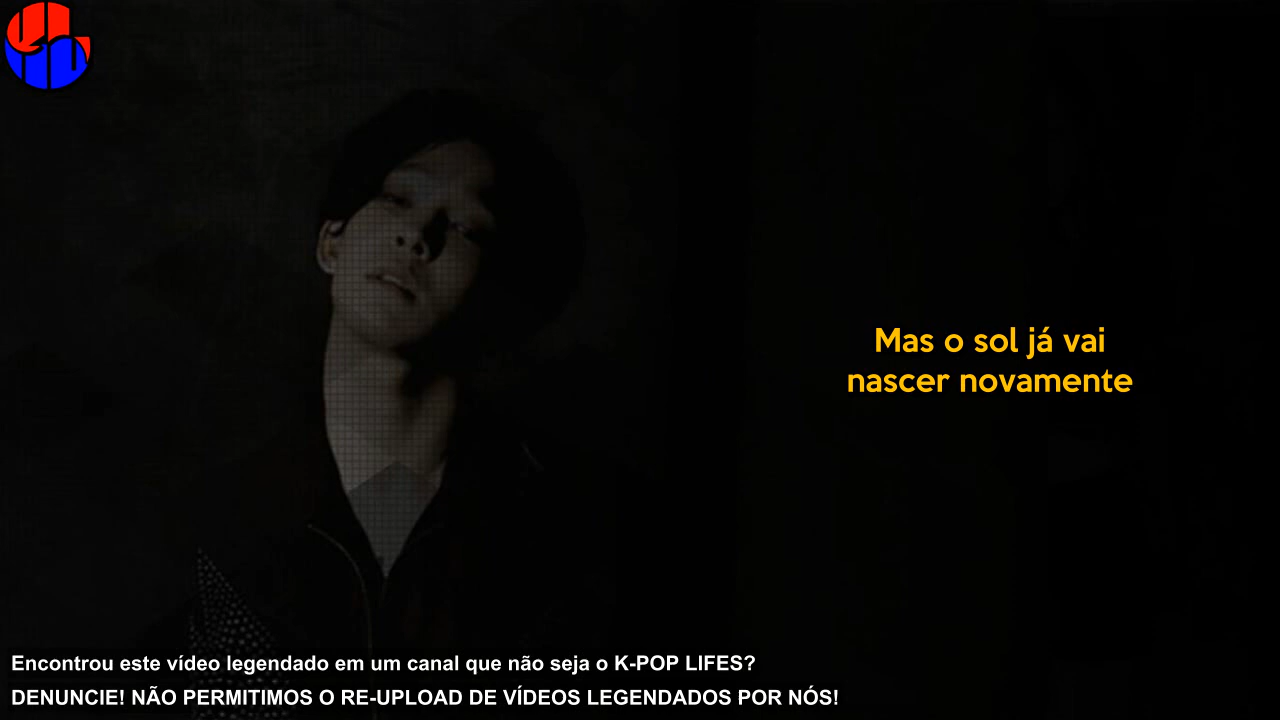 Mas o sol já vai
nascer novamente
Encontrou este vídeo legendado em um canal que não seja o K-POP LIFES?
DENUNCIE! NÃO PERMITIMOS O RE-UPLOAD DE VÍDEOS LEGENDADOS POR NÓS!